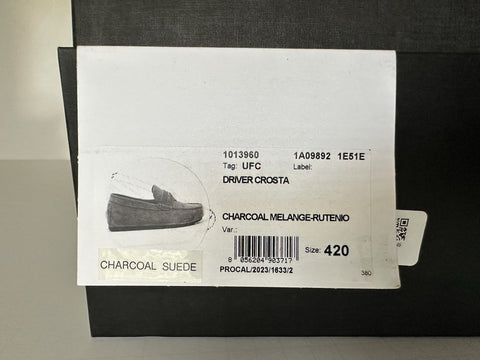 1013960 1A09892 1E51E
Tag: UFC Label:
DRIVER CROSTA
CHARCOAL MELANGE-RUTENIO
Var.:
Size: 420
8 056204 903717
CHARCOAL SUEDE
PROCAL/2023/1633/2
380